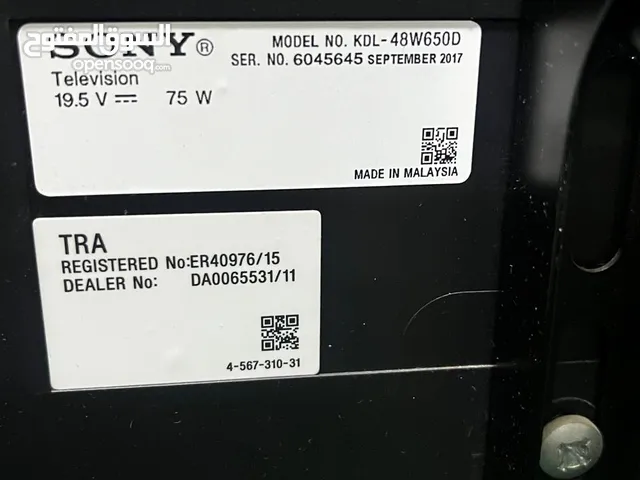 السوق المفتوح
opensooq.com
SONY®
Television
19.5 V ⎓ 75 W
MODEL NO. KDL-48W650D
SER. NO. 6045645 SEPTEMBER 2017
MADE IN MALAYSIA
TRA
REGISTERED No:ER40976/15
DEALER No: DA0065531/11
4-567-310-31